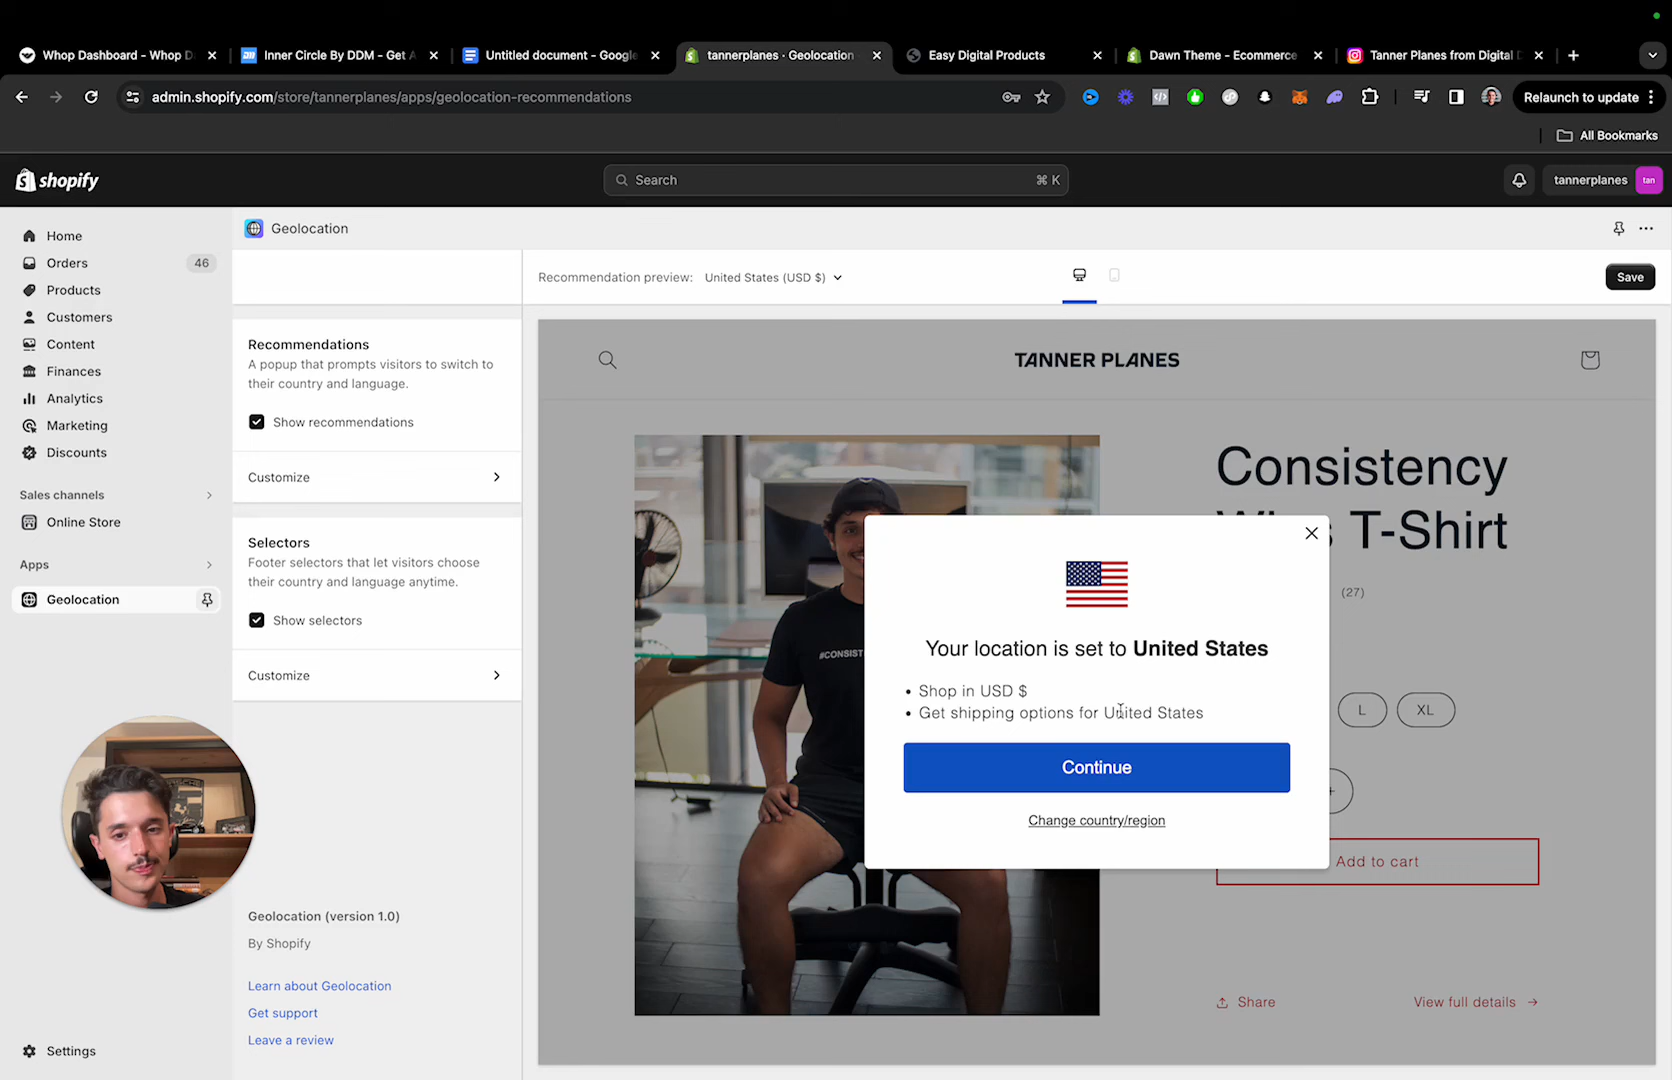 Whop Dashboard - Whop D
Inner Circle By DDM - Get A
Untitled document - Google
tannerplanes · Geolocation
Easy Digital Products
Dawn Theme - Ecommerce
Tanner Planes from Digital D
admin.shopify.com/store/tannerplanes/apps/geolocation-recommendations
Relaunch to update
All Bookmarks
shopify
Search
⌘ K
tannerplanes
tan
Home
Orders
46
Products
Customers
Content
Finances
Analytics
Marketing
Discounts
Sales channels
Online Store
Apps
Geolocation
Settings
Geolocation
Recommendations
A popup that prompts visitors to switch to
their country and language.
Show recommendations
Customize
Selectors
Footer selectors that let visitors choose
their country and language anytime.
Show selectors
Customize
Geolocation (version 1.0)
By Shopify
Learn about Geolocation
Get support
Leave a review
Recommendation preview: United States (USD $)
Save
TANNER PLANES
Consistency
T-Shirt
(27)
#CONSIST
L
XL
+
Add to cart
Share
View full details →
Your location is set to United States
• Shop in USD $
• Get shipping options for United States
Continue
Change country/region